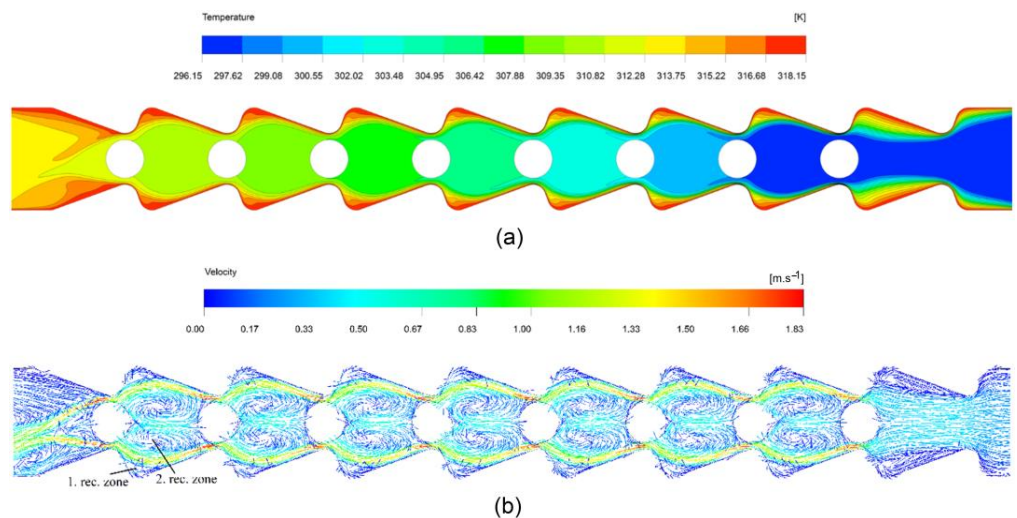 Temperature [K]
296.15 297.62 299.08 300.55 302.02 303.48 304.95 306.42 307.88 309.35 310.82 312.28 313.75 315.22 316.68 318.15
(a)
Velocity [m.s⁻¹]
0.00 0.17 0.33 0.50 0.67 0.83 1.00 1.16 1.33 1.50 1.66 1.83
1. rec. zone 2. rec. zone
(b)